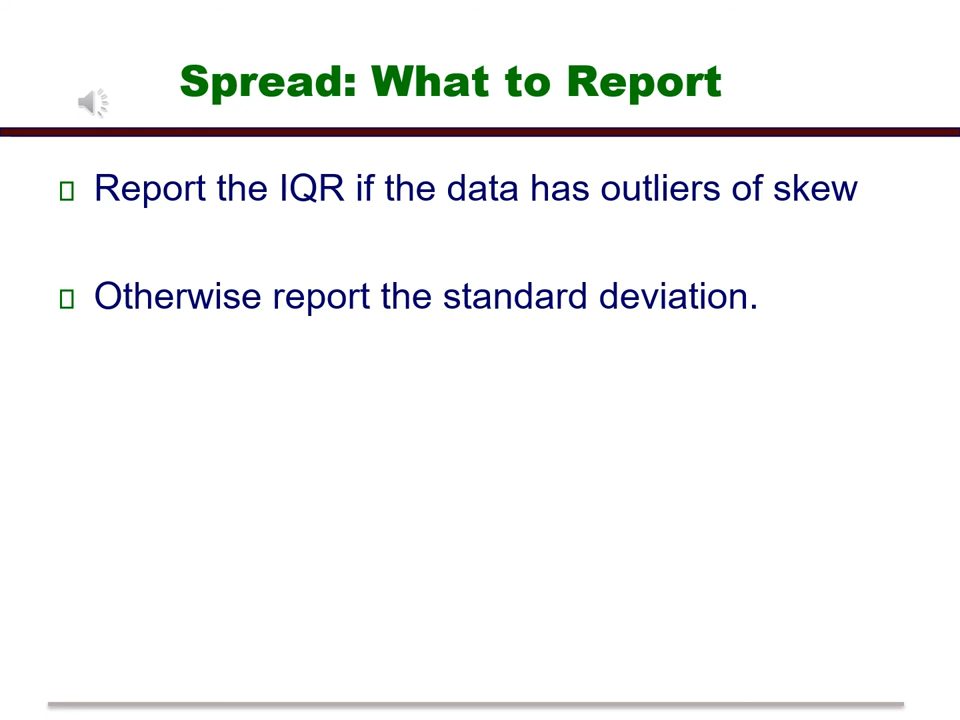 Spread: What to Report
Report the IQR if the data has outliers of skew
Otherwise report the standard deviation.